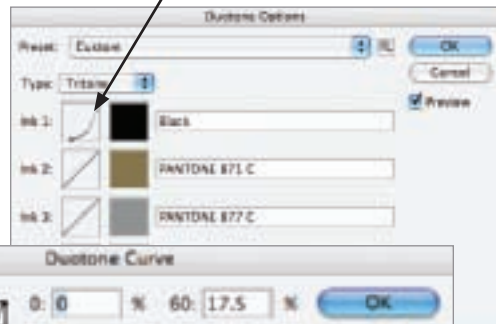 Duotone Options
Preset: Custom OK
Type: Tritone Cancel
Preview
Ink 1: Black
Ink 2: PANTONE 871 C
Ink 3: PANTONE 877 C
Duotone Curve
0: 0 % 60: 17.5 % OK